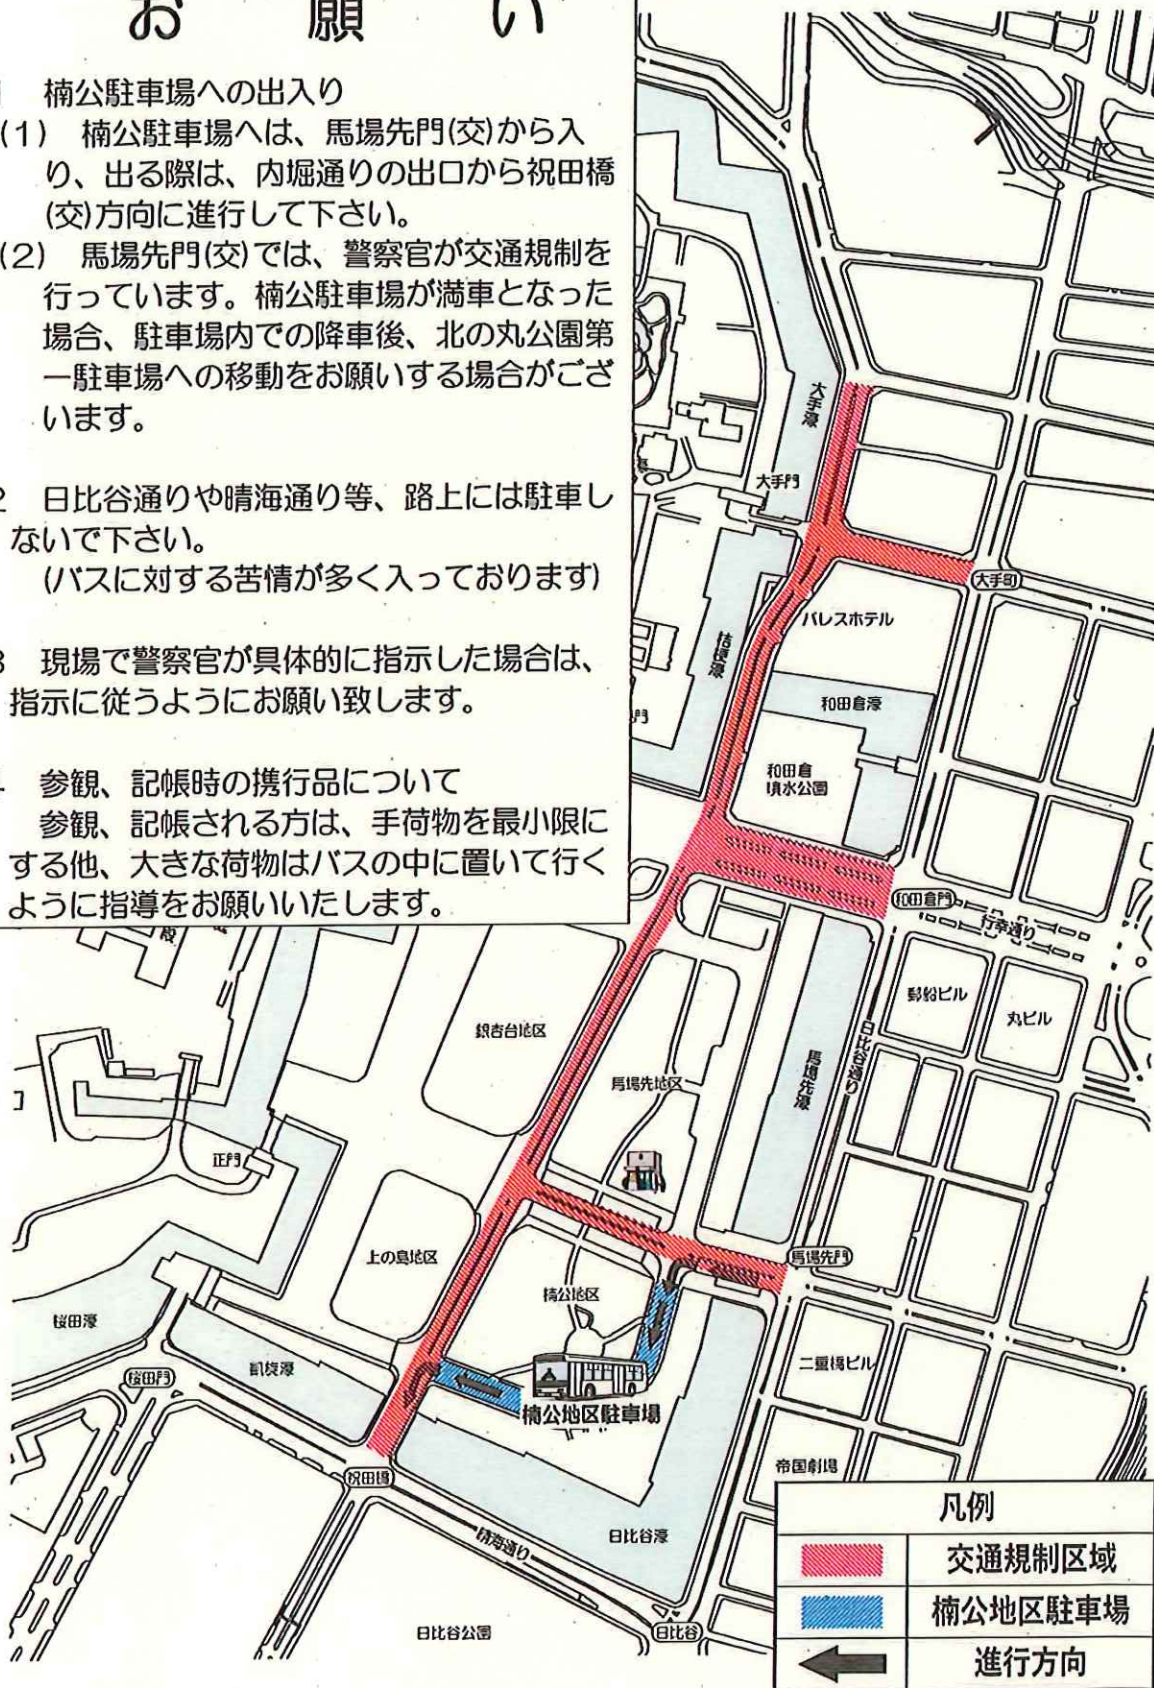 お願い
楠公駐車場への出入り
(1) 楠公駐車場へは、馬場先門(交)から入
り、出る際は、内堀通りの出口から祝田橋
(交)方向に進行して下さい。
(2) 馬場先門(交)では、警察官が交通規制を
行っています。楠公駐車場が満車となった
場合、駐車場内での降車後、北の丸公園第
一駐車場への移動をお願いする場合がござ
います。
2 日比谷通りや晴海通り等、路上には駐車し
ないで下さい。
(バスに対する苦情が多く入っております)
3 現場で警察官が具体的に指示した場合は、
指示に従うようにお願い致します。
参観、記帳時の携行品について
参観、記帳される方は、手荷物を最小限に
する他、大きな荷物はバスの中に置いて行く
ように指導をお願いいたします。
大手濠
大手門
大手町
パレスホテル
桔梗濠
和田倉濠
門
和田倉
噴水公園
和田倉門
行幸通り
郵船ビル
丸ビル
銀杏台地区
日比谷通り
馬場先濠
馬場先地区
正門
上の島地区
馬場先門
楠公地区
桜田濠
二重橋ビル
凱旋濠
桜田門
楠公地区駐車場
帝国劇場
祝田橋
晴海通り
日比谷濠
日比谷公園
日比谷
凡例
交通規制区域
楠公地区駐車場
進行方向